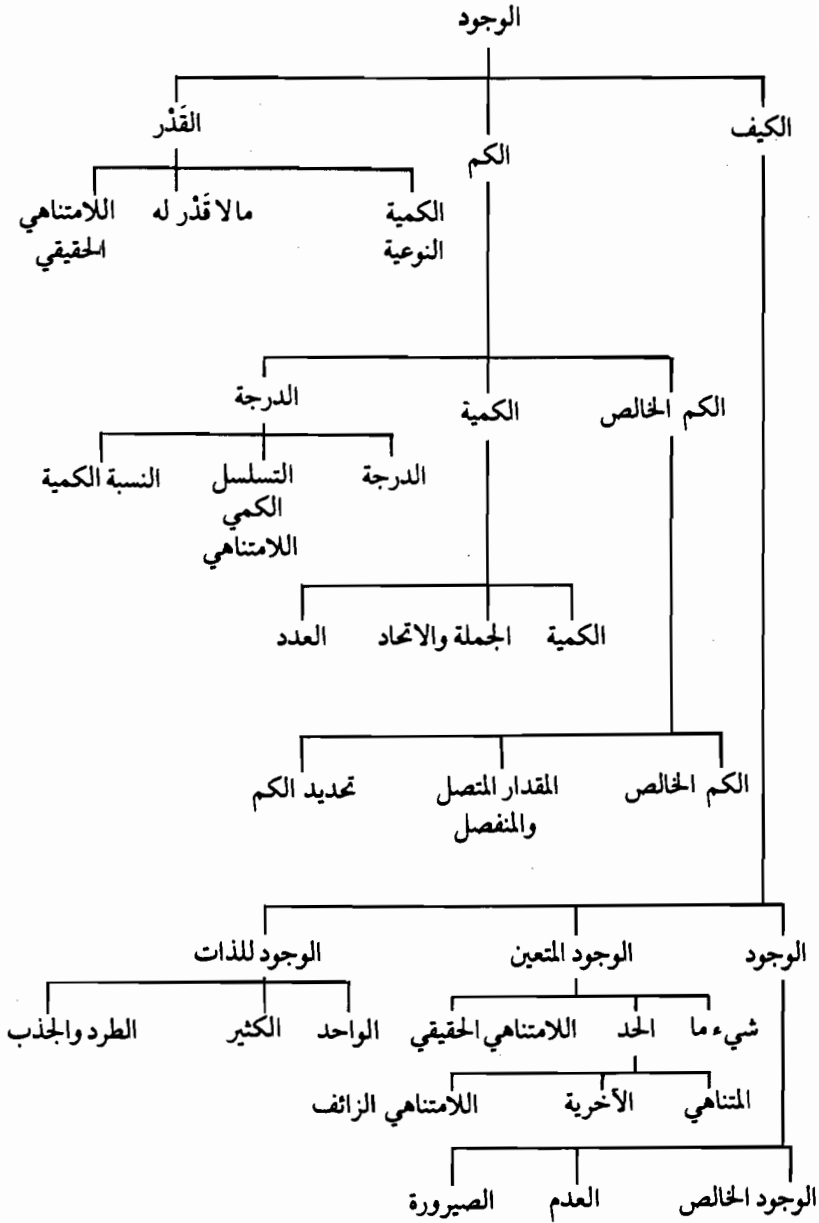 الوجود
الكيف
الكم
القَدْر
الكمية النوعية
مالا قَدْر له
اللامتناهي الحقيقي
الكم الخالص
الكمية
الدرجة
الدرجة
التسلسل الكمي اللامتناهي
النسبة الكمية
الكمية
الجملة والاتحاد
العدد
الكم الخالص
المقدار المتصل والمنفصل
تحديد الكم
الوجود
الوجود المتعين
الوجود للذات
شيء ما
الحد
اللامتناهي الحقيقي
الواحد
الكثير
الطرد والجذب
المتناهي
الآخرية
اللامتناهي الزائف
الوجود الخالص
العدم
الصيرورة